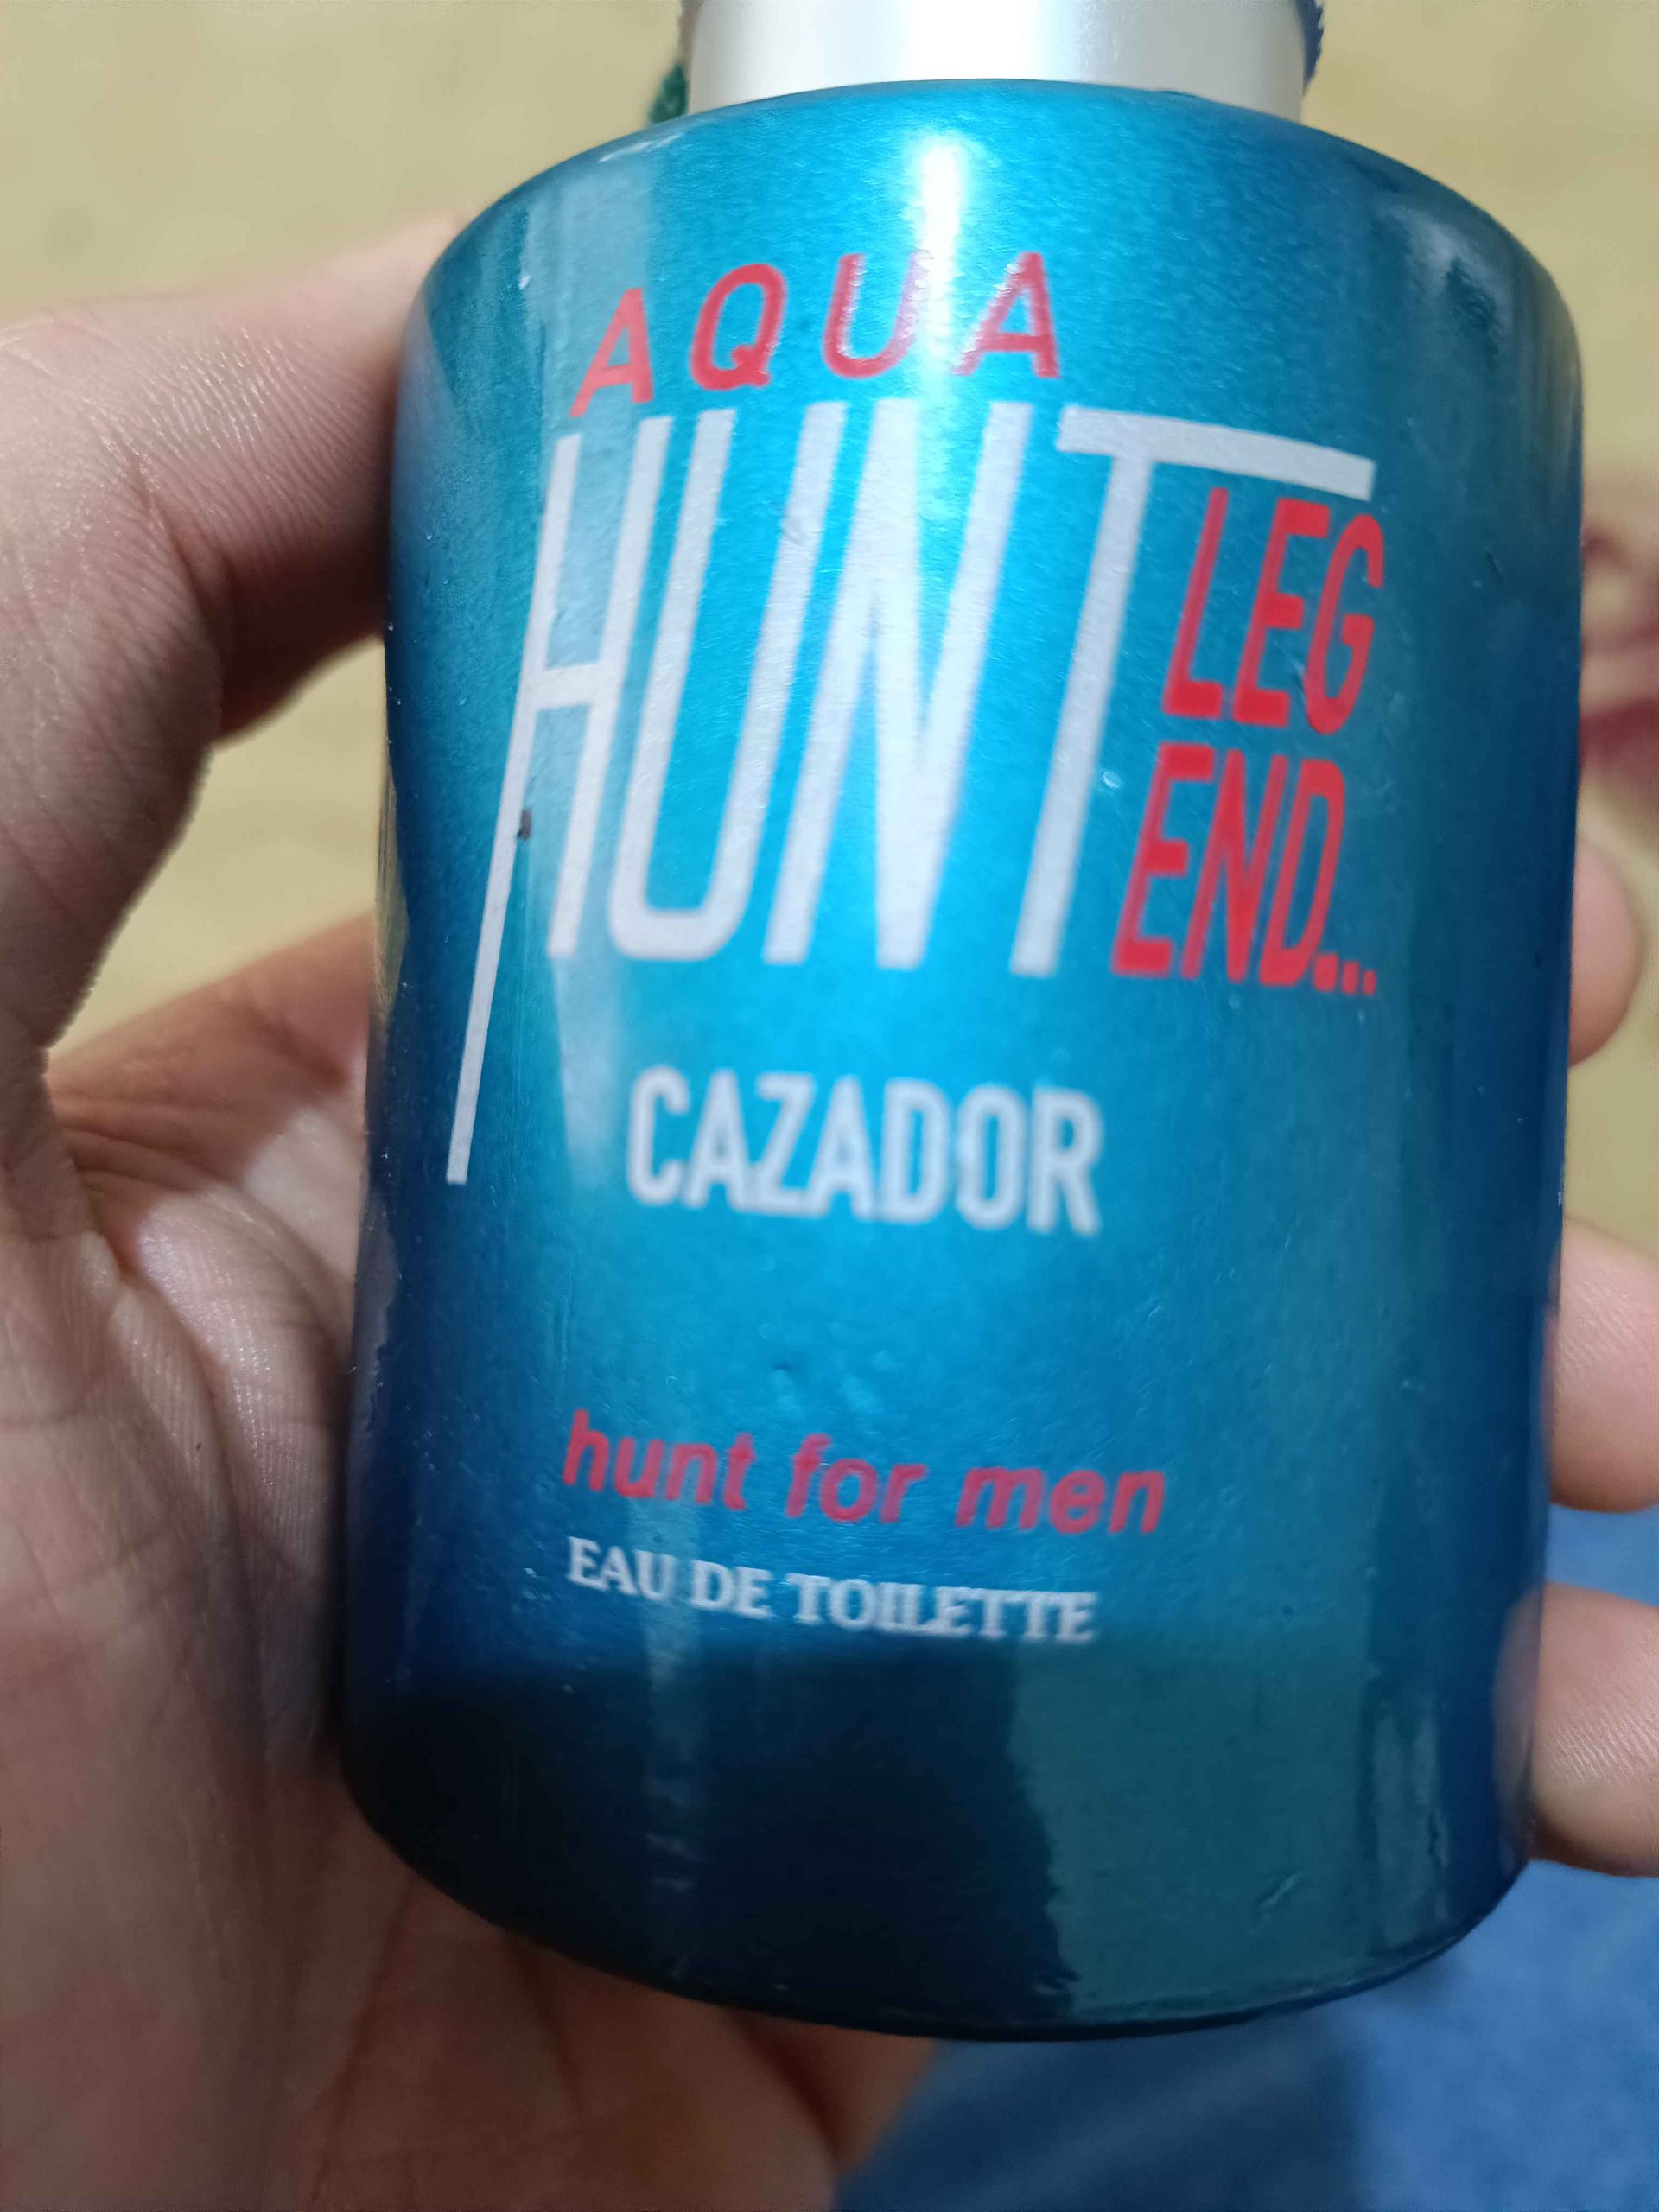 AQUA
HUNT
LEG
END...
CAZADOR
hunt for men
EAU DE TOILETTE